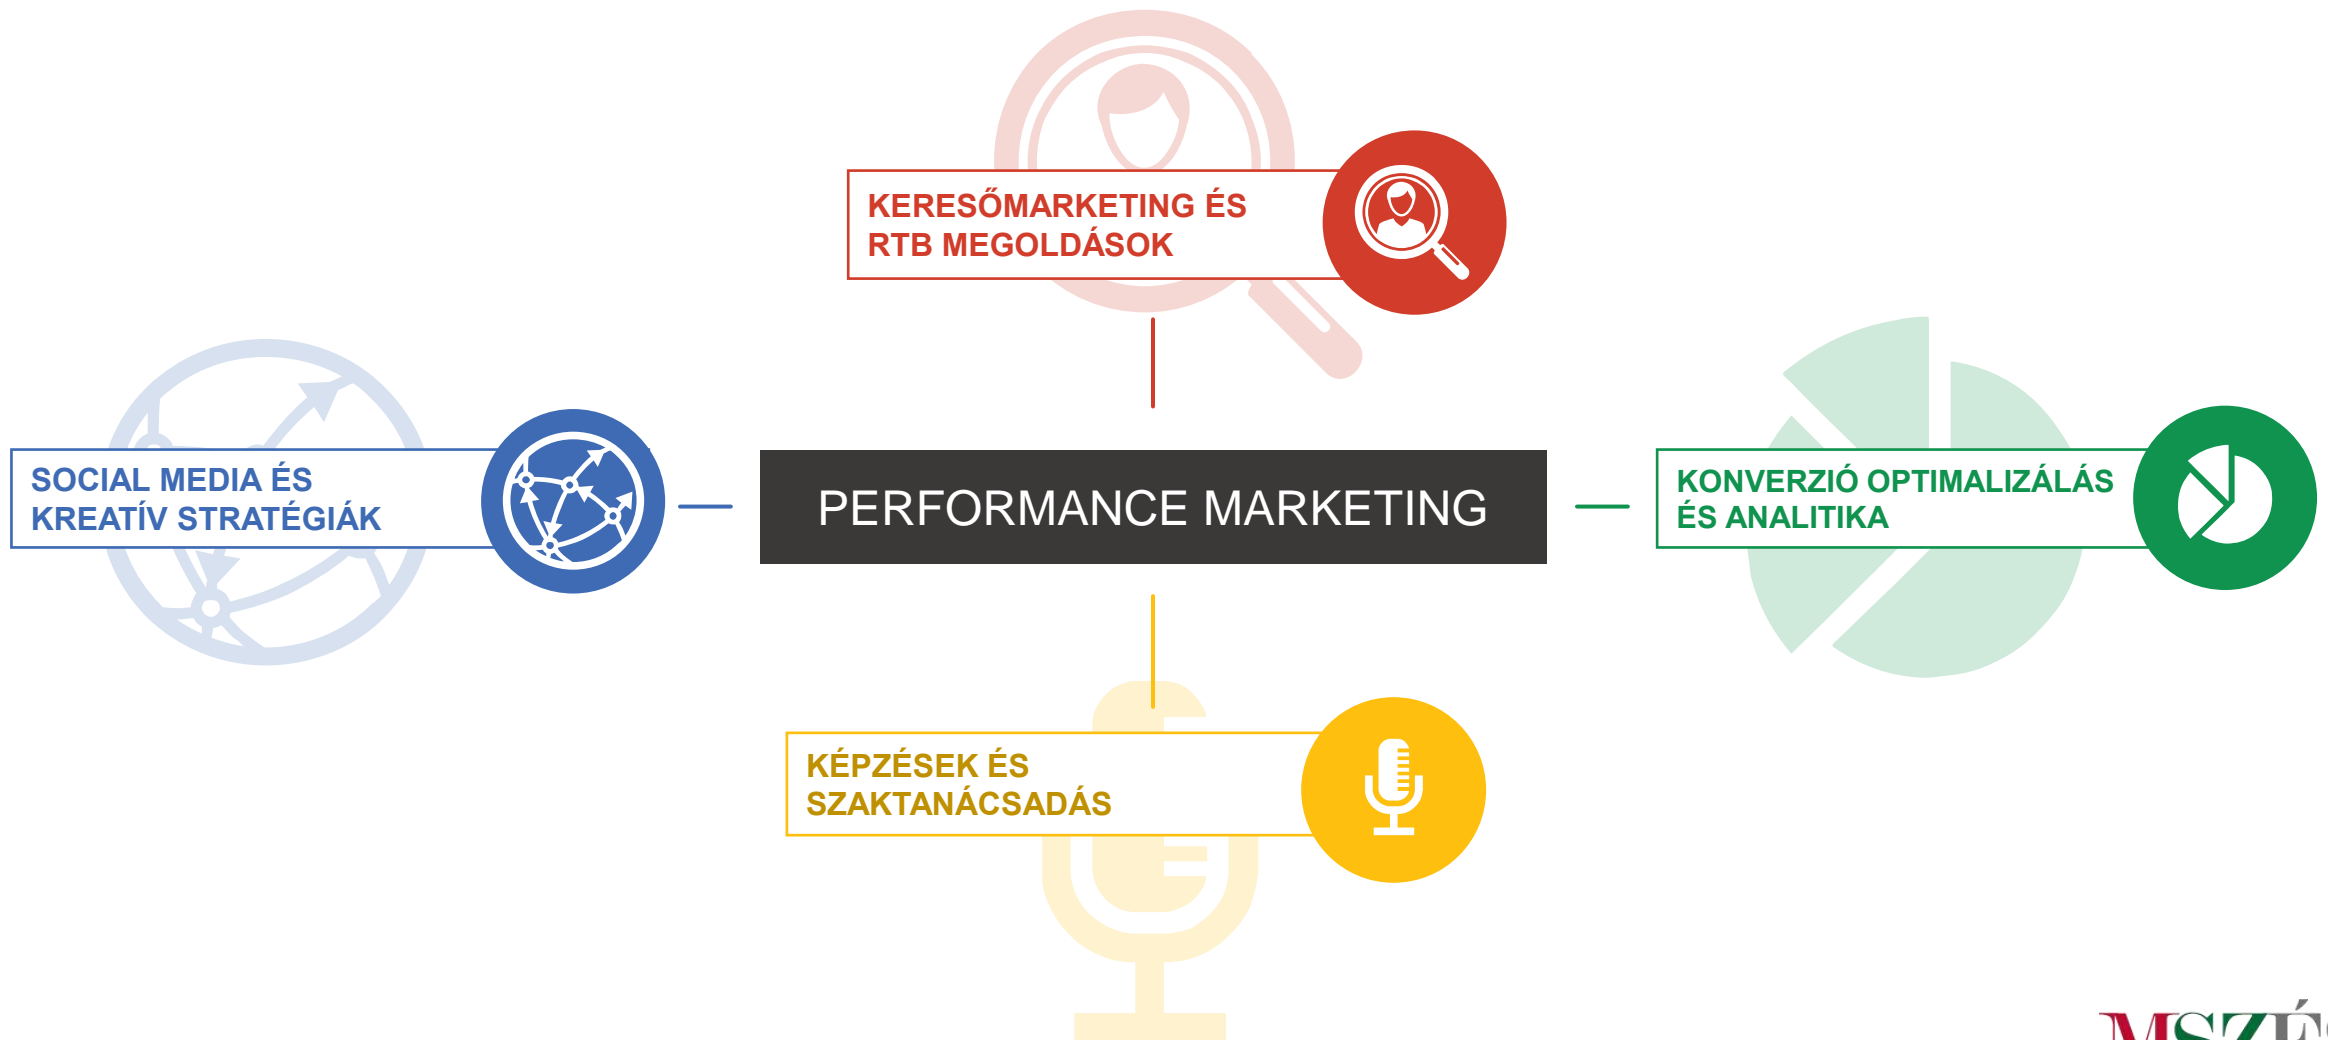 KERESŐMARKETING ÉS
RTB MEGOLDÁSOK
SOCIAL MEDIA ÉS
KREATÍV STRATÉGIÁK
PERFORMANCE MARKETING
KONVERZIÓ OPTIMALIZÁLÁS
ÉS ANALITIKA
KÉPZÉSEK ÉS
SZAKTANÁCSADÁS